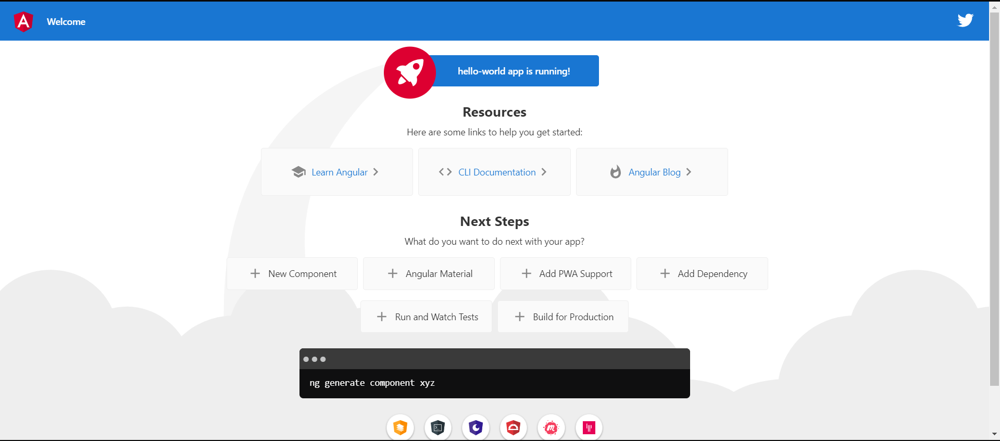 Welcome
hello-world app is running!
Resources
Here are some links to help you get started:
Learn Angular
CLI Documentation
Angular Blog
Next Steps
What do you want to do next with your app?
New Component
Angular Material
Add PWA Support
Add Dependency
Run and Watch Tests
Build for Production
ng generate component xyz